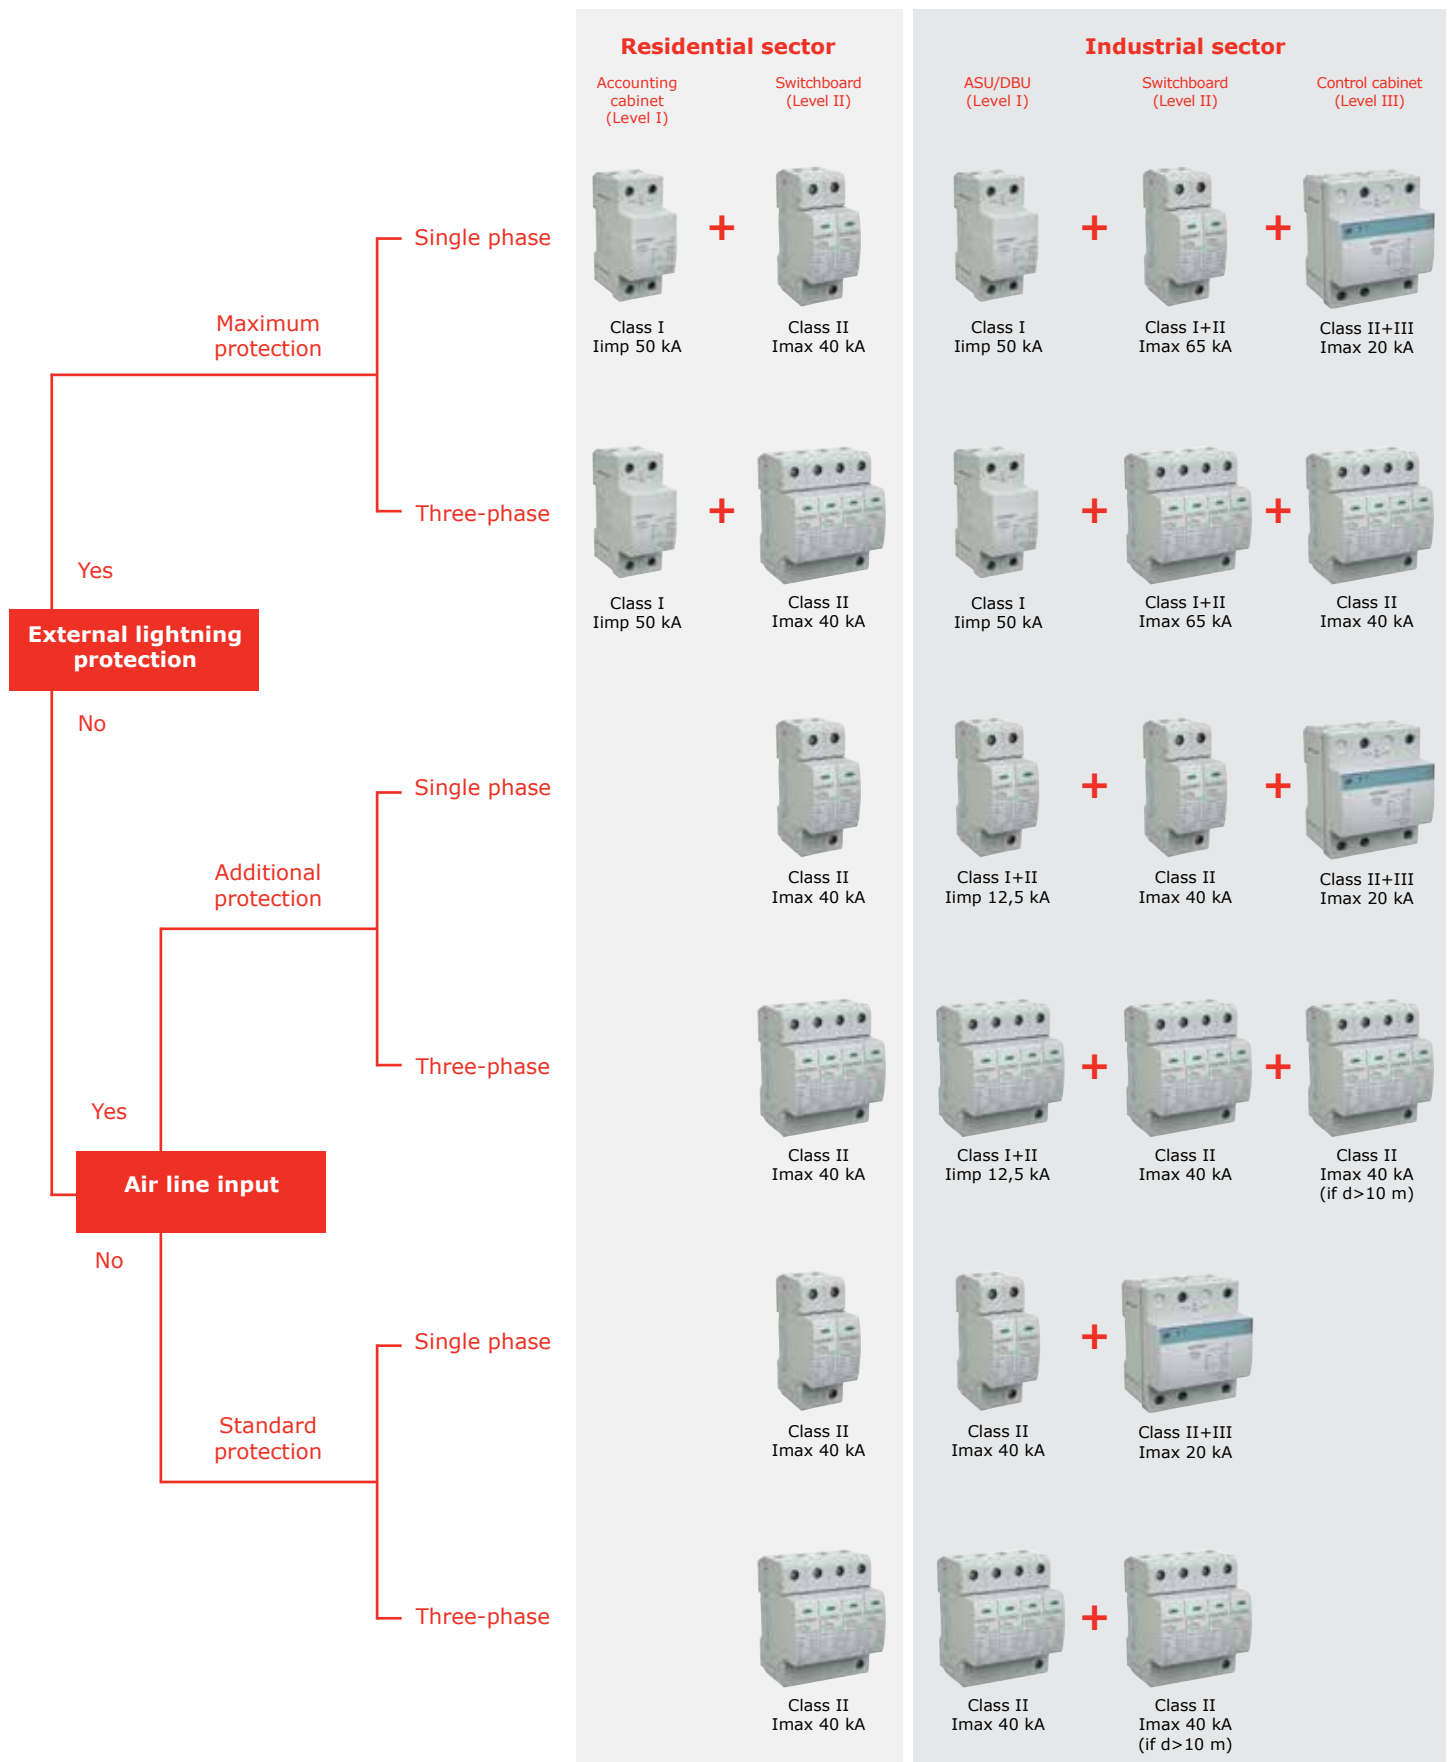 Residential sector
Industrial sector
Accounting
cabinet
(Level I)
Switchboard
(Level II)
ASU/DBU
(Level I)
Switchboard
(Level II)
Control cabinet
(Level III)
Single phase
Maximum
protection
Class I
Iimp 50 kA
Class II
Imax 40 kA
Class I
Iimp 50 kA
Class I+II
Imax 65 kA
Class II+III
Imax 20 kA
+
+
+
Three-phase
+
+
+
Class I
Iimp 50 kA
Class II
Imax 40 kA
Class I
Iimp 50 kA
Class I+II
Imax 65 kA
Class II
Imax 40 kA
Yes
External lightning
protection
No
Single phase
+
+
Additional
protection
Class II
Imax 40 kA
Class I+II
Iimp 12,5 kA
Class II
Imax 40 kA
Class II+III
Imax 20 kA
Three-phase
+
+
Class II
Imax 40 kA
Class I+II
Iimp 12,5 kA
Class II
Imax 40 kA
Class II
Imax 40 kA
(if d>10 m)
Yes
Air line input
No
Single phase
+
Standard
protection
Class II
Imax 40 kA
Class II
Imax 40 kA
Class II+III
Imax 20 kA
Three-phase
+
Class II
Imax 40 kA
Class II
Imax 40 kA
Class II
Imax 40 kA
(if d>10 m)